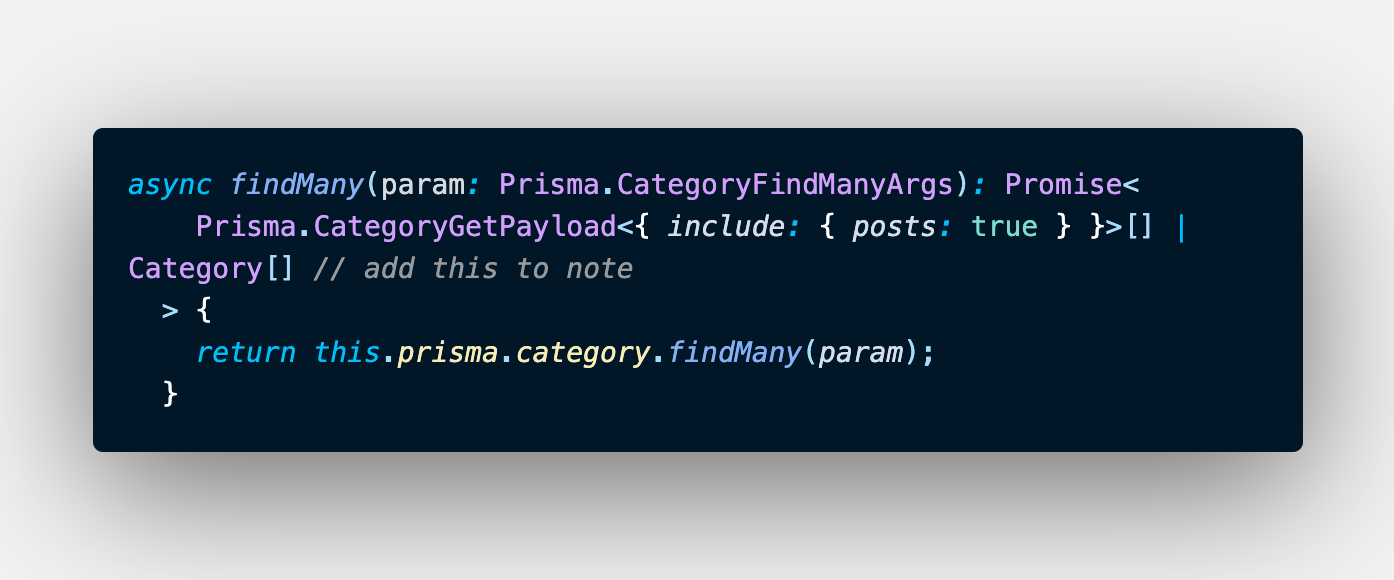 async findMany(param: Prisma.CategoryFindManyArgs): Promise<
    Prisma.CategoryGetPayload<{ include: { posts: true } }>[] |
Category[] // add this to note
  > {
    return this.prisma.category.findMany(param);
  }